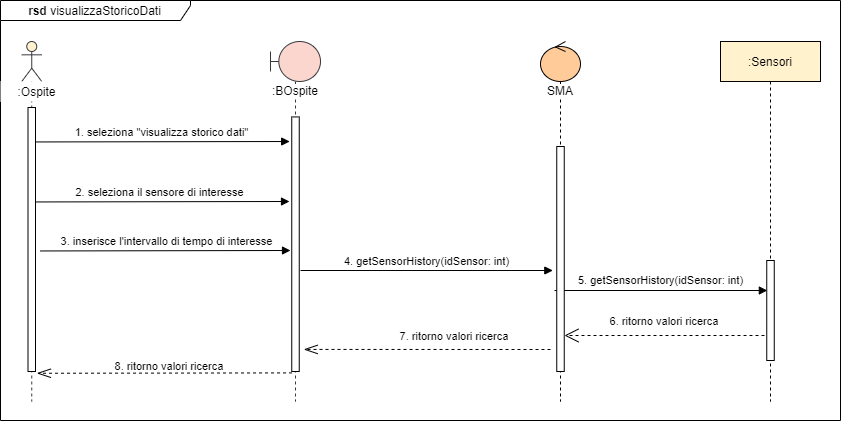 rsd visualizzaStoricoDati
:Ospite
:BOspite
SMA
:Sensori
1. seleziona "visualizza storico dati"
2. seleziona il sensore di interesse
3. inserisce l'intervallo di tempo di interesse
4. getSensorHistory(idSensor: int)
5. getSensorHistory(idSensor: int)
6. ritorno valori ricerca
7. ritorno valori ricerca
8. ritorno valori ricerca